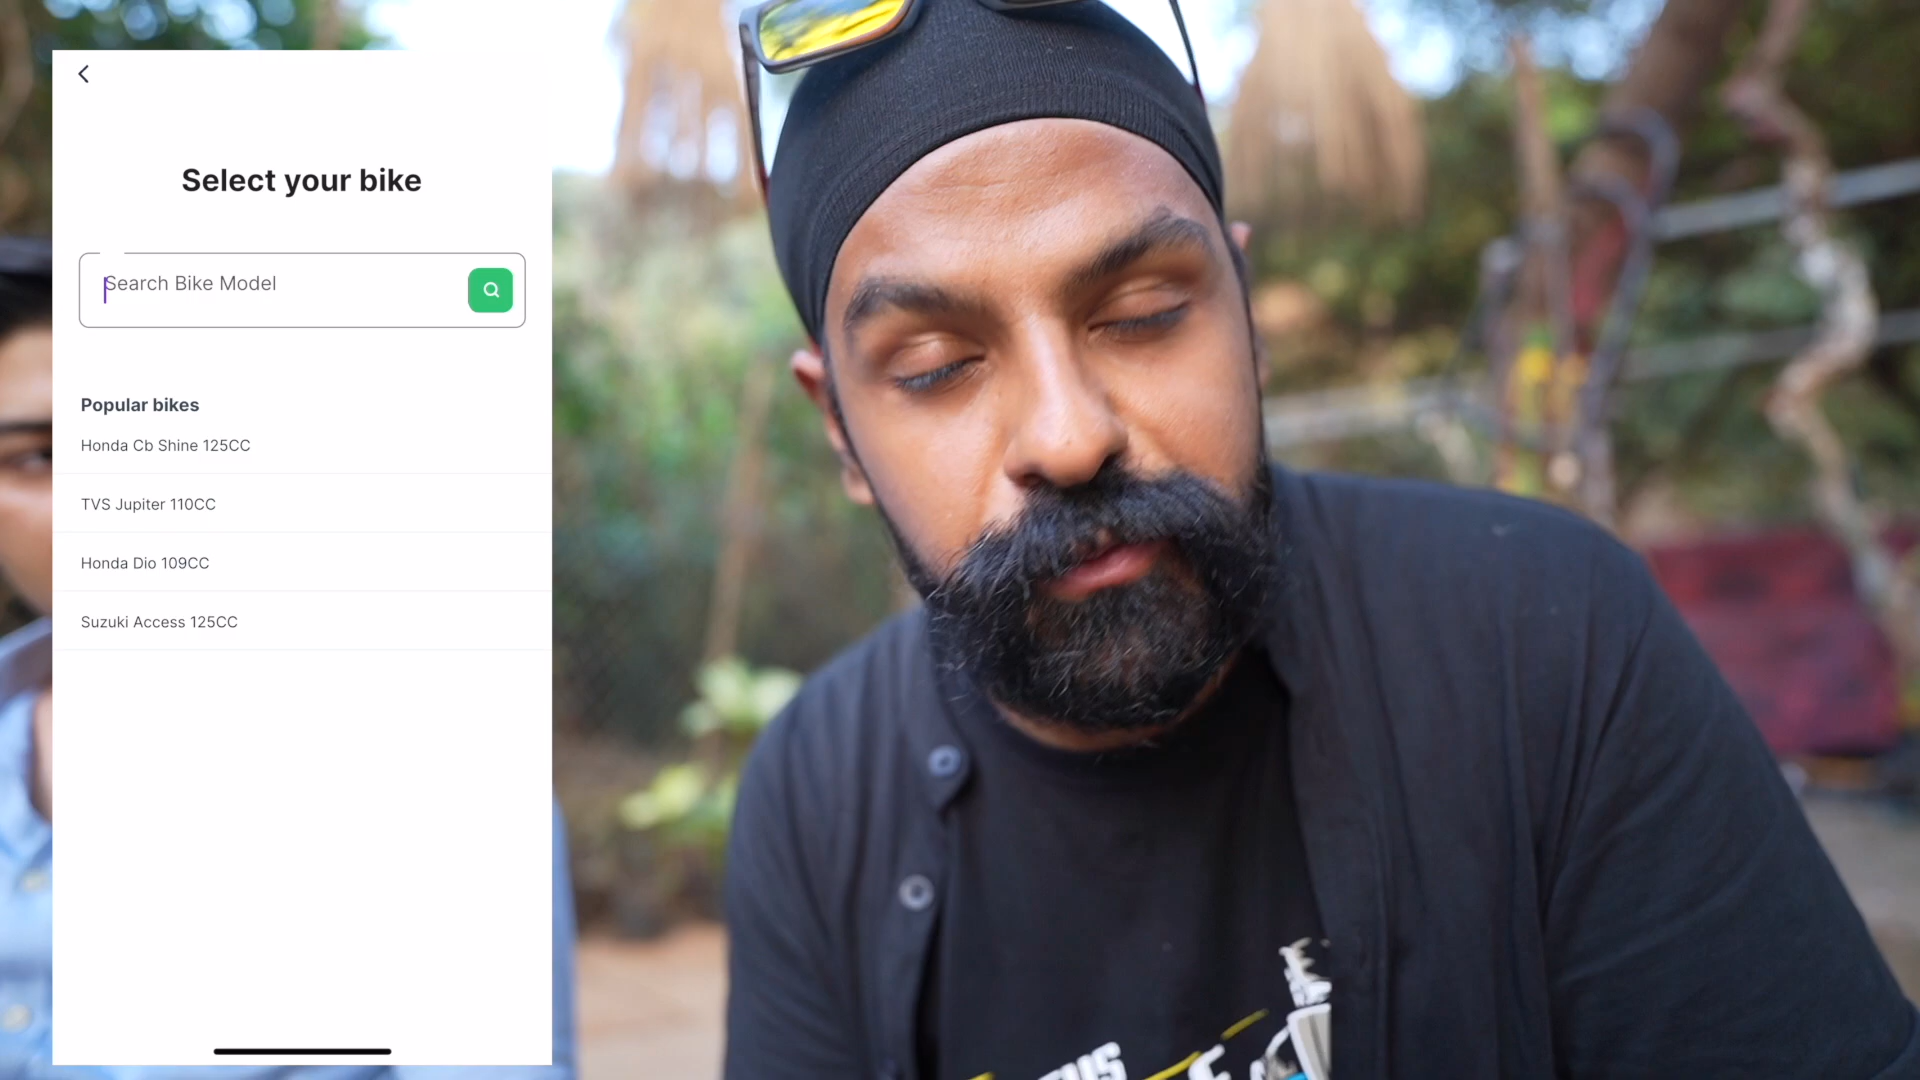 Select your bike
Search Bike Model
Popular bikes
Honda Cb Shine 125CC
TVS Jupiter 110CC
Honda Dio 109CC
Suzuki Access 125CC